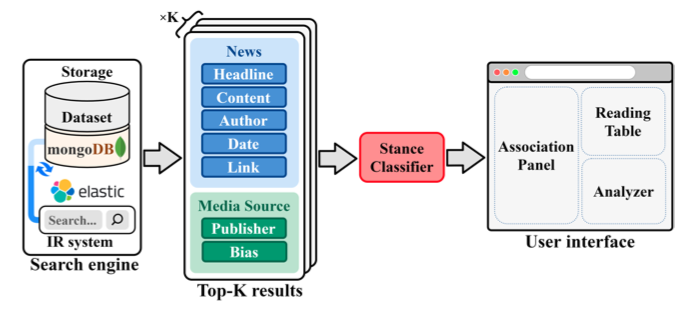 ×K
Storage
Dataset
mongoDB
elastic
Search...
IR system
Search engine
News
Headline
Content
Author
Date
Link
Media Source
Publisher
Bias
Top-K results
Stance
Classifier
Association
Panel
Reading
Table
Analyzer
User interface